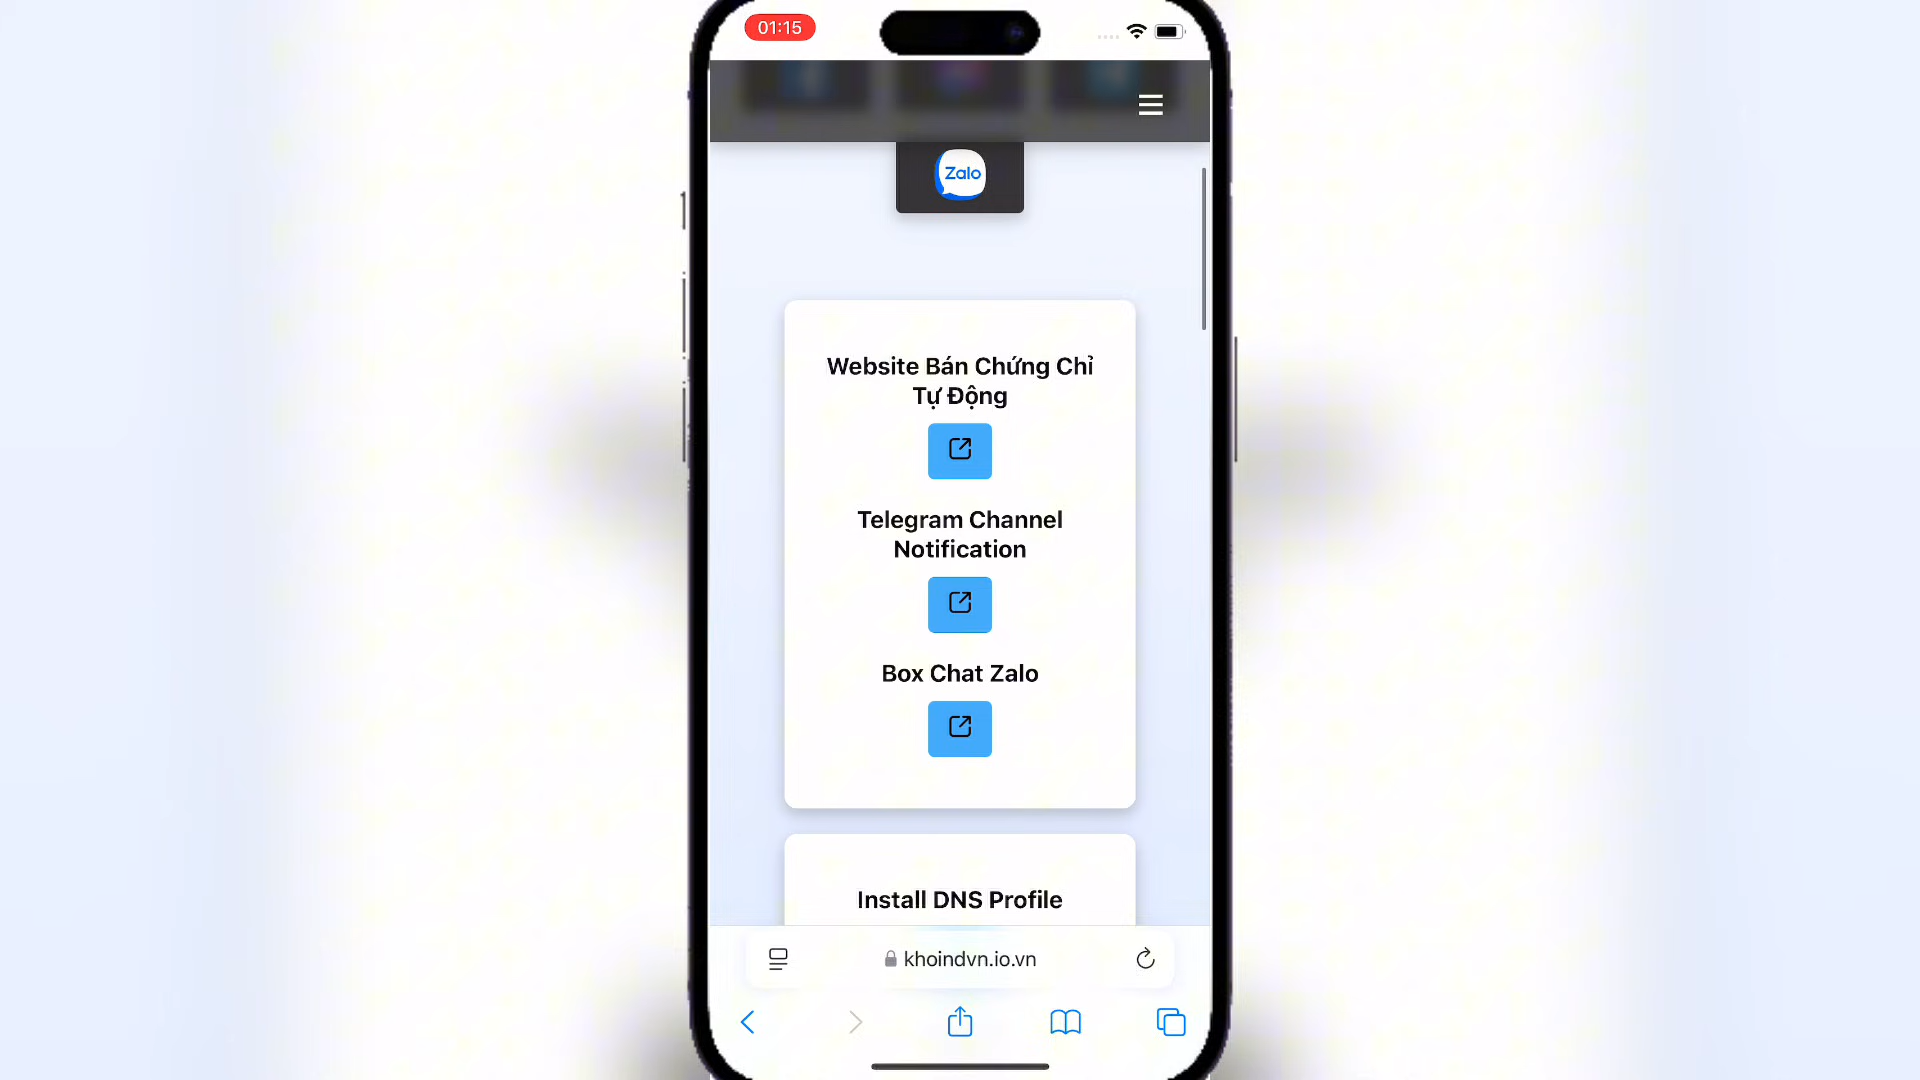 01:15
Zalo
Website Bán Chứng Chỉ
Tự Động
Telegram Channel
Notification
Box Chat Zalo
Install DNS Profile
khoindvn.io.vn